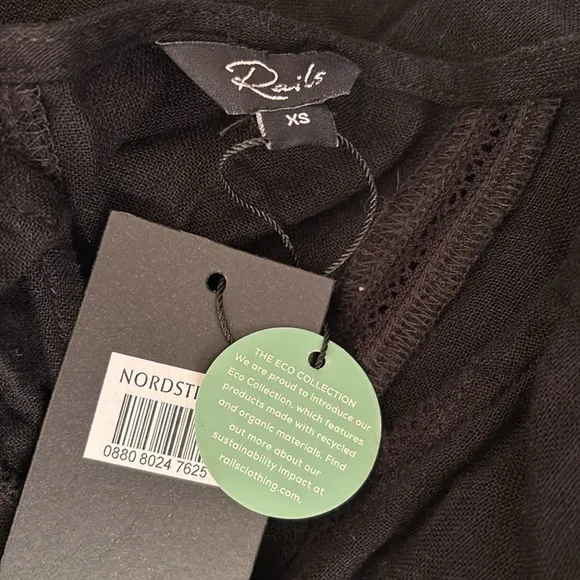 Rails
XS
THE ECO COLLECTION
We are proud to introduce our
Eco Collection, which features
products made with recycled
and organic materials. Find
out more about our
sustainability impact at
railsclothing.com.
0880 8024 7625